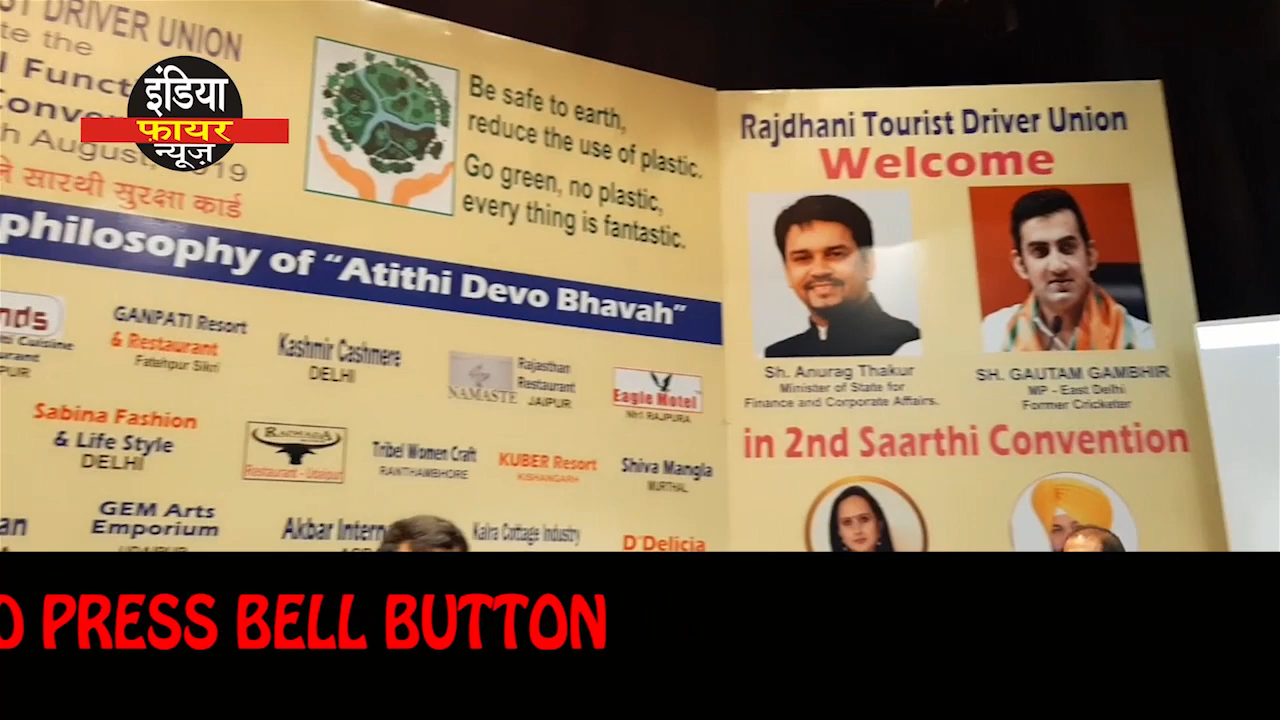 DRIVER UNION
te the
l Funct
Conve
h August, 2019
ले सारथी सुरक्षा कार्ड
इंडिया
फ़ायर
न्यूज़
Be safe to earth,
reduce the use of plastic.
Go green, no plastic,
every thing is fantastic.
philosophy of “Atithi Devo Bhavah”
nds
Cuisine
urant
PUR
GANPATI Resort
& Restaurant
Fatehpur Sikri
Kashmir Cashmere
DELHI
NAMASTE
Rajasthan
Restaurant
JAIPUR
Eagle Motel
NH1 RAJPURA
Sabina Fashion
& Life Style
DELHI
Restaurant - Udaipur
Tribel Women Craft
RANTHAMBHORE
KUBER Resort
KISHANGARH
Shiva Mangla
MURTHAL
an
GEM Arts
Emporium
UDAIPUR
Akbar Intern
Kalra Cottage Industry
D'Delicia
Rajdhani Tourist Driver Union
Welcome
Sh. Anurag Thakur
Minister of State for
Finance and Corporate Affairs.
SH. GAUTAM GAMBHIR
MP - East Delhi
Former Cricketer
in 2nd Saarthi Convention
O PRESS BELL BUTTON